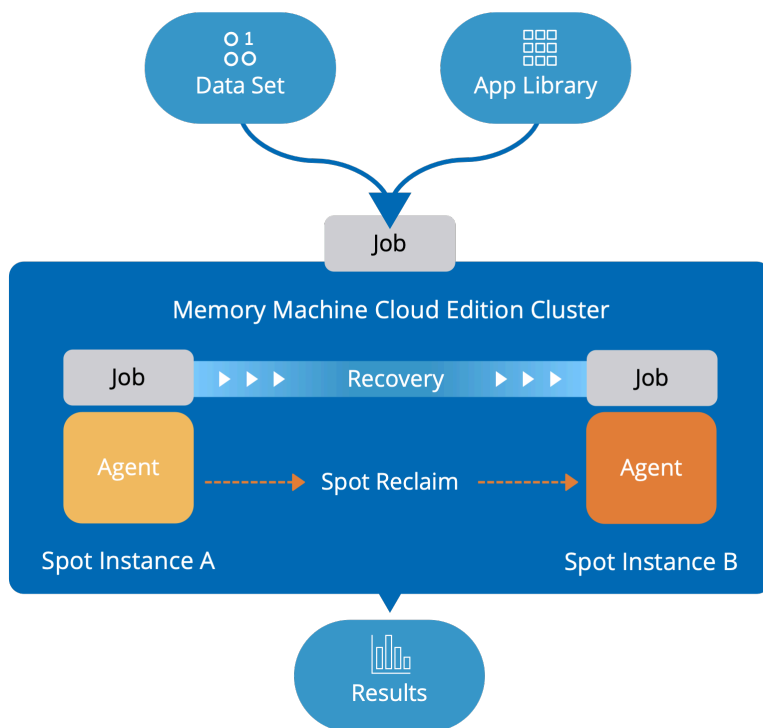 1
Data Set
App Library
Job
Memory Machine Cloud Edition Cluster
Job
Recovery
Job
Agent
Spot Reclaim
Agent
Spot Instance A
Spot Instance B
Results